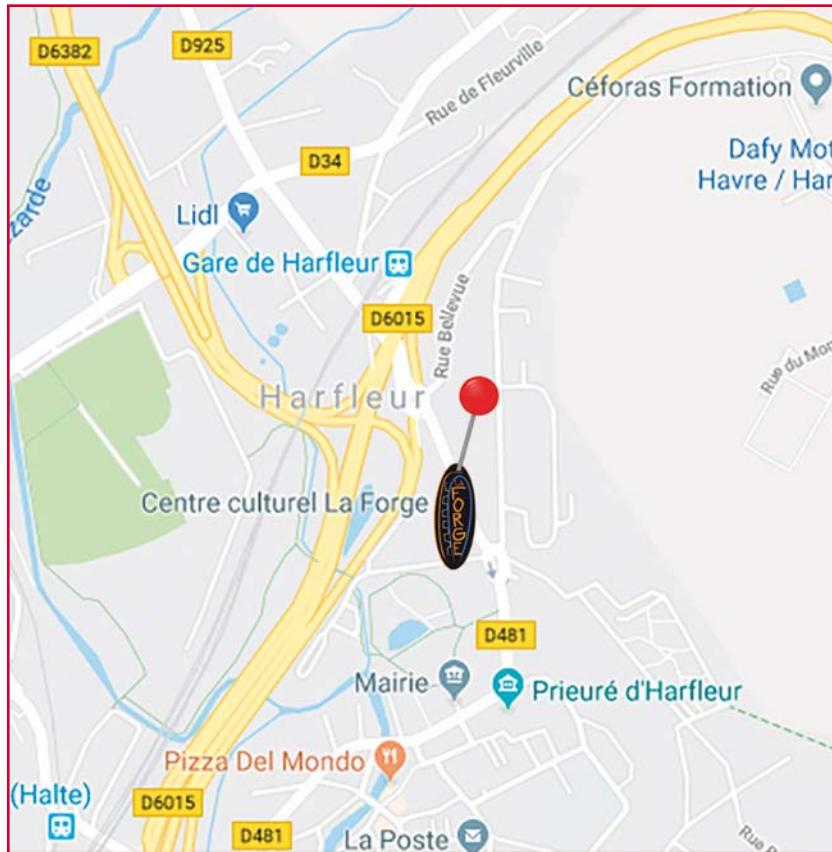 D6382
D925
Rue de Fleurville
Céforas Formation
D34
Dafy Mot
Havre / Har
zarde
Lidl
Gare de Harfleur
D6015
Rue Bellevue
Rue du Mon
Harfleur
Centre culturel La Forge
LA
FORGE
D481
Mairie
Prieuré d'Harfleur
Pizza Del Mondo
(Halte)
D6015
D481
La Poste